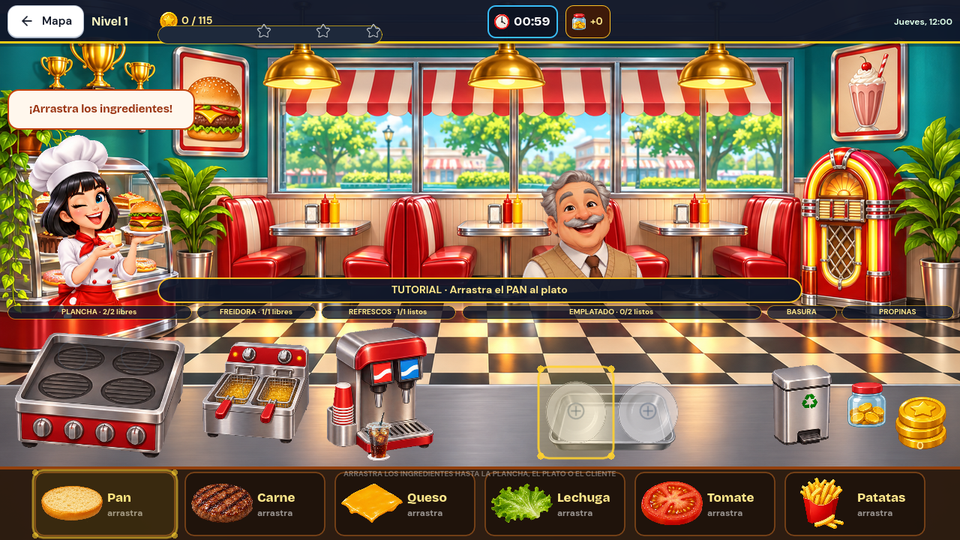 Mapa
Nivel 1
0 / 115
00:59
+0
Jueves, 12:00
¡Arrastra los ingredientes!
TUTORIAL · Arrastra el PAN al plato
PLANCHA · 2/2 libres
FREIDORA · 1/1 libres
REFRESCOS · 1/1 listos
EMPLATADO · 0/2 listos
BASURA
PROPINAS
ARRASTRA LOS INGREDIENTES HASTA LA PLANCHA, EL PLATO O EL CLIENTE
Pan
arrastra
Carne
arrastra
Queso
arrastra
Lechuga
arrastra
Tomate
arrastra
Patatas
arrastra